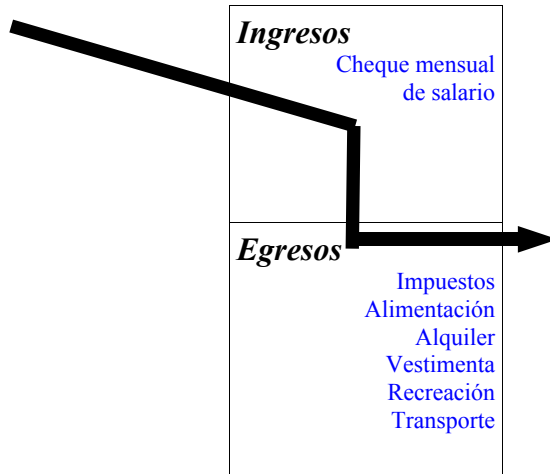 Ingresos
Cheque mensual
de salario
Egresos
Impuestos
Alimentación
Alquiler
Vestimenta
Recreación
Transporte